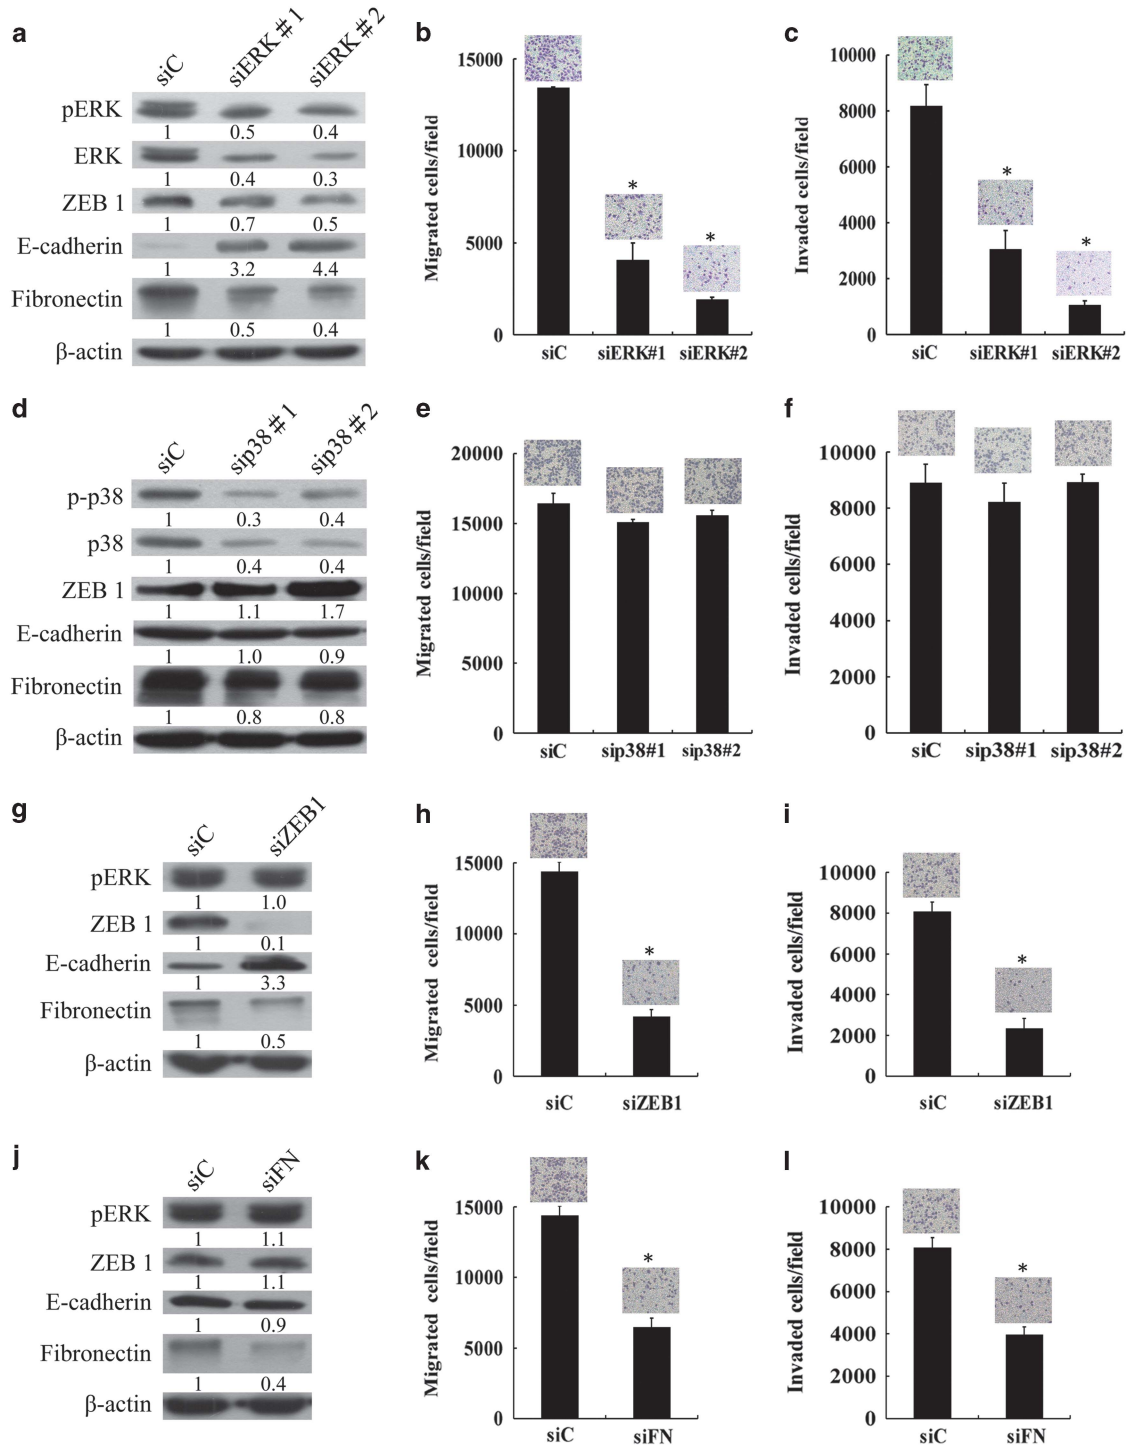 a
siC siERK#1 siERK#2
pERK
1 0.5 0.4
ERK
1 0.4 0.3
ZEB 1
1 0.7 0.5
E-cadherin
1 3.2 4.4
Fibronectin
1 0.5 0.4
β-actin
b
Migrated cells/field
15000
10000
5000
0
*
*
siC siERK#1 siERK#2
c
Invaded cells/field
10000
8000
6000
4000
2000
0
*
*
siC siERK#1 siERK#2
d
siC sip38#1 sip38#2
p-p38
1 0.3 0.4
p38
1 0.4 0.4
ZEB 1
1 1.1 1.7
E-cadherin
1 1.0 0.9
Fibronectin
1 0.8 0.8
β-actin
e
Migrated cells/field
20000
15000
10000
5000
0
siC sip38#1 sip38#2
f
Invaded cells/field
10000
8000
6000
4000
2000
0
siC sip38#1 sip38#2
g
siC siZEB1
pERK
1 1.0
ZEB 1
1 0.1
E-cadherin
1 3.3
Fibronectin
1 0.5
β-actin
h
Migrated cells/field
15000
10000
5000
0
*
siC siZEB1
i
Invaded cells/field
10000
8000
6000
4000
2000
0
*
siC siZEB1
j
siC siFN
pERK
1 1.1
ZEB 1
1 1.1
E-cadherin
1 0.9
Fibronectin
1 0.4
β-actin
k
Migrated cells/field
15000
10000
5000
0
*
siC siFN
l
Invaded cells/field
10000
8000
6000
4000
2000
0
*
siC siFN